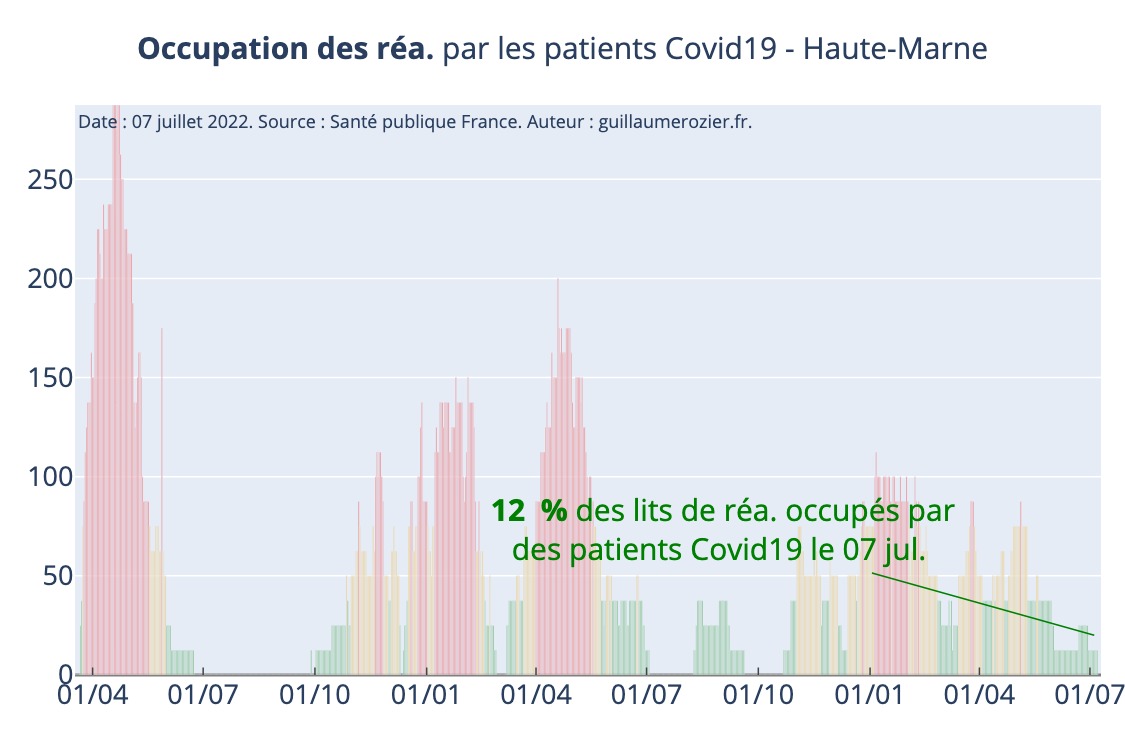 Occupation des réa. par les patients Covid19 - Haute-Marne
Date : 07 juillet 2022. Source : Santé publique France. Auteur : guillaumerozier.fr.
250
200
150
100
50
0
12 % des lits de réa. occupés par
des patients Covid19 le 07 jul.
01/04 01/07 01/10 01/01 01/04 01/07 01/10 01/01 01/04 01/07